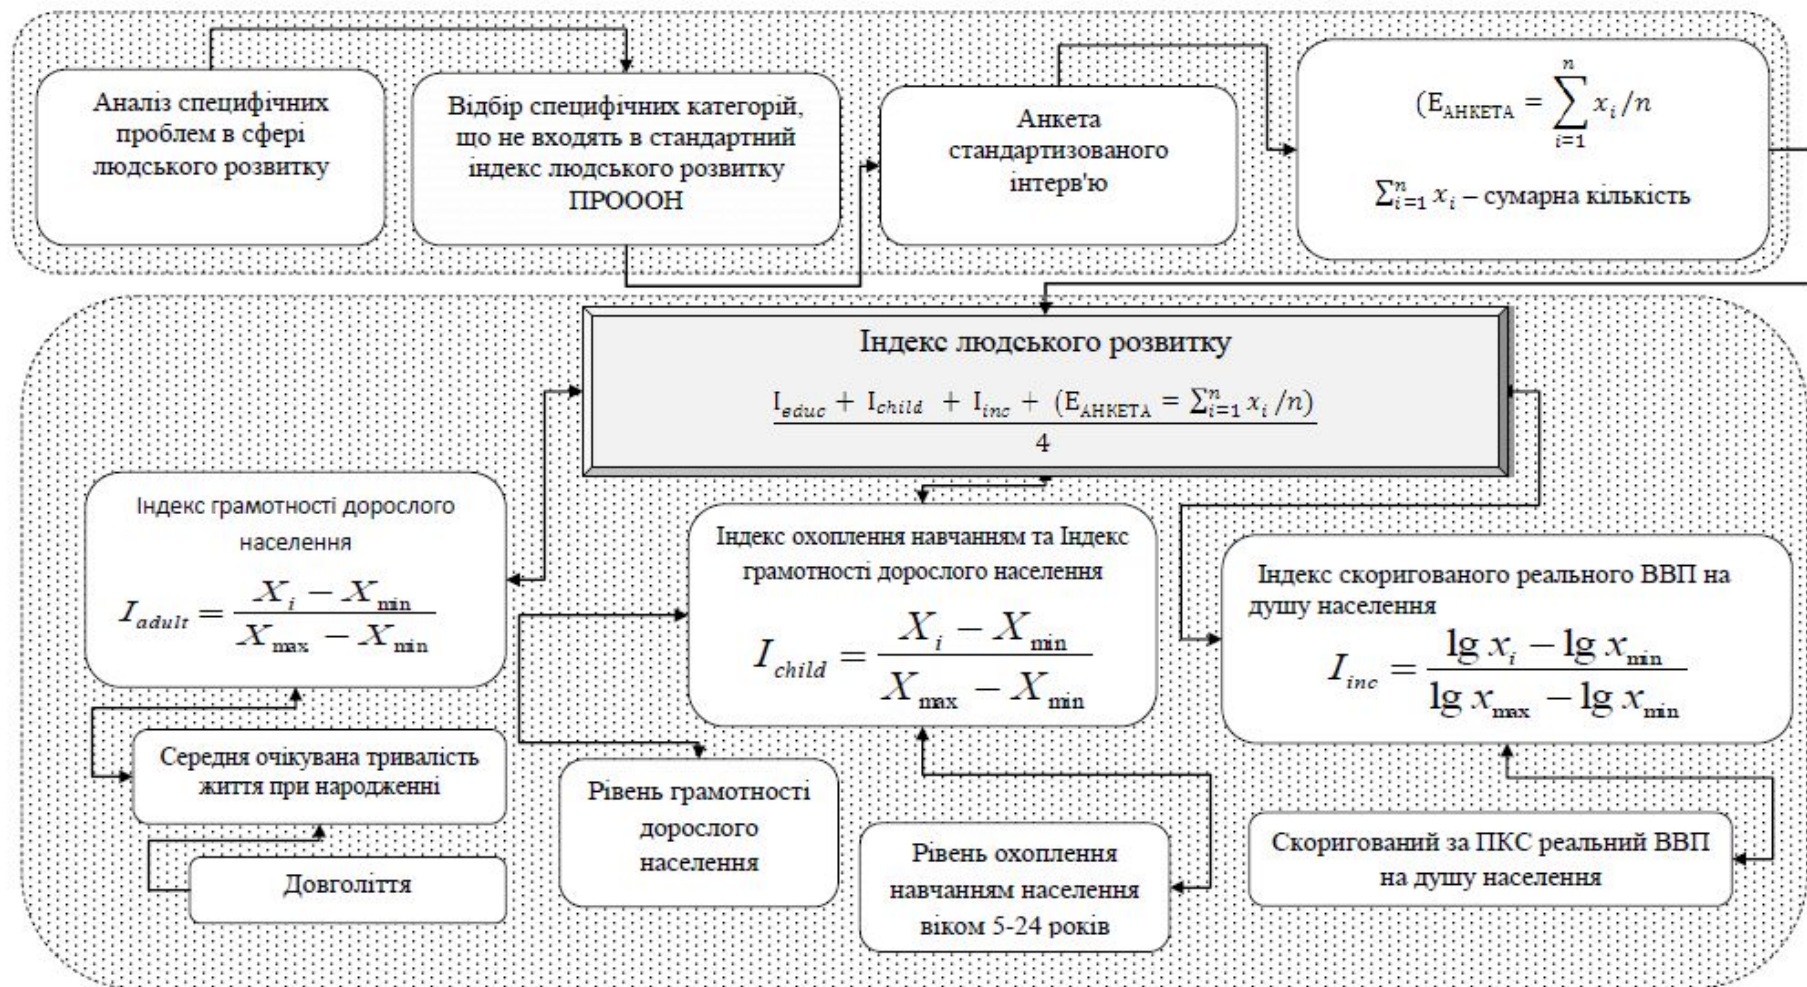 Аналіз специфічних
проблем в сфері
людського розвитку
Відбір специфічних категорій,
що не входять в стандартний
індекс людського розвитку
ПРОООН
Анкета
стандартизованого
інтерв'ю
(E_АНКЕТА = ∑_{i=1}^{n} x_i/n
∑_{i=1}^{n} x_i – сумарна кількість
Індекс людського розвитку
I_educ + I_child + I_inc + (E_АНКЕТА = ∑_{i=1}^{n} x_i/n)
4
Індекс грамотності дорослого
населення
I_adult = (X_i − X_min) / (X_max − X_min)
Індекс охоплення навчанням та Індекс
грамотності дорослого населення
I_child = (X_i − X_min) / (X_max − X_min)
Індекс скоригованого реального ВВП на
душу населення
I_inc = (lg x_i − lg x_min) / (lg x_max − lg x_min)
Середня очікувана тривалість
життя при народженні
Довголіття
Рівень грамотності
дорослого
населення
Рівень охоплення
навчанням населення
віком 5-24 років
Скоригований за ПКС реальний ВВП
на душу населення